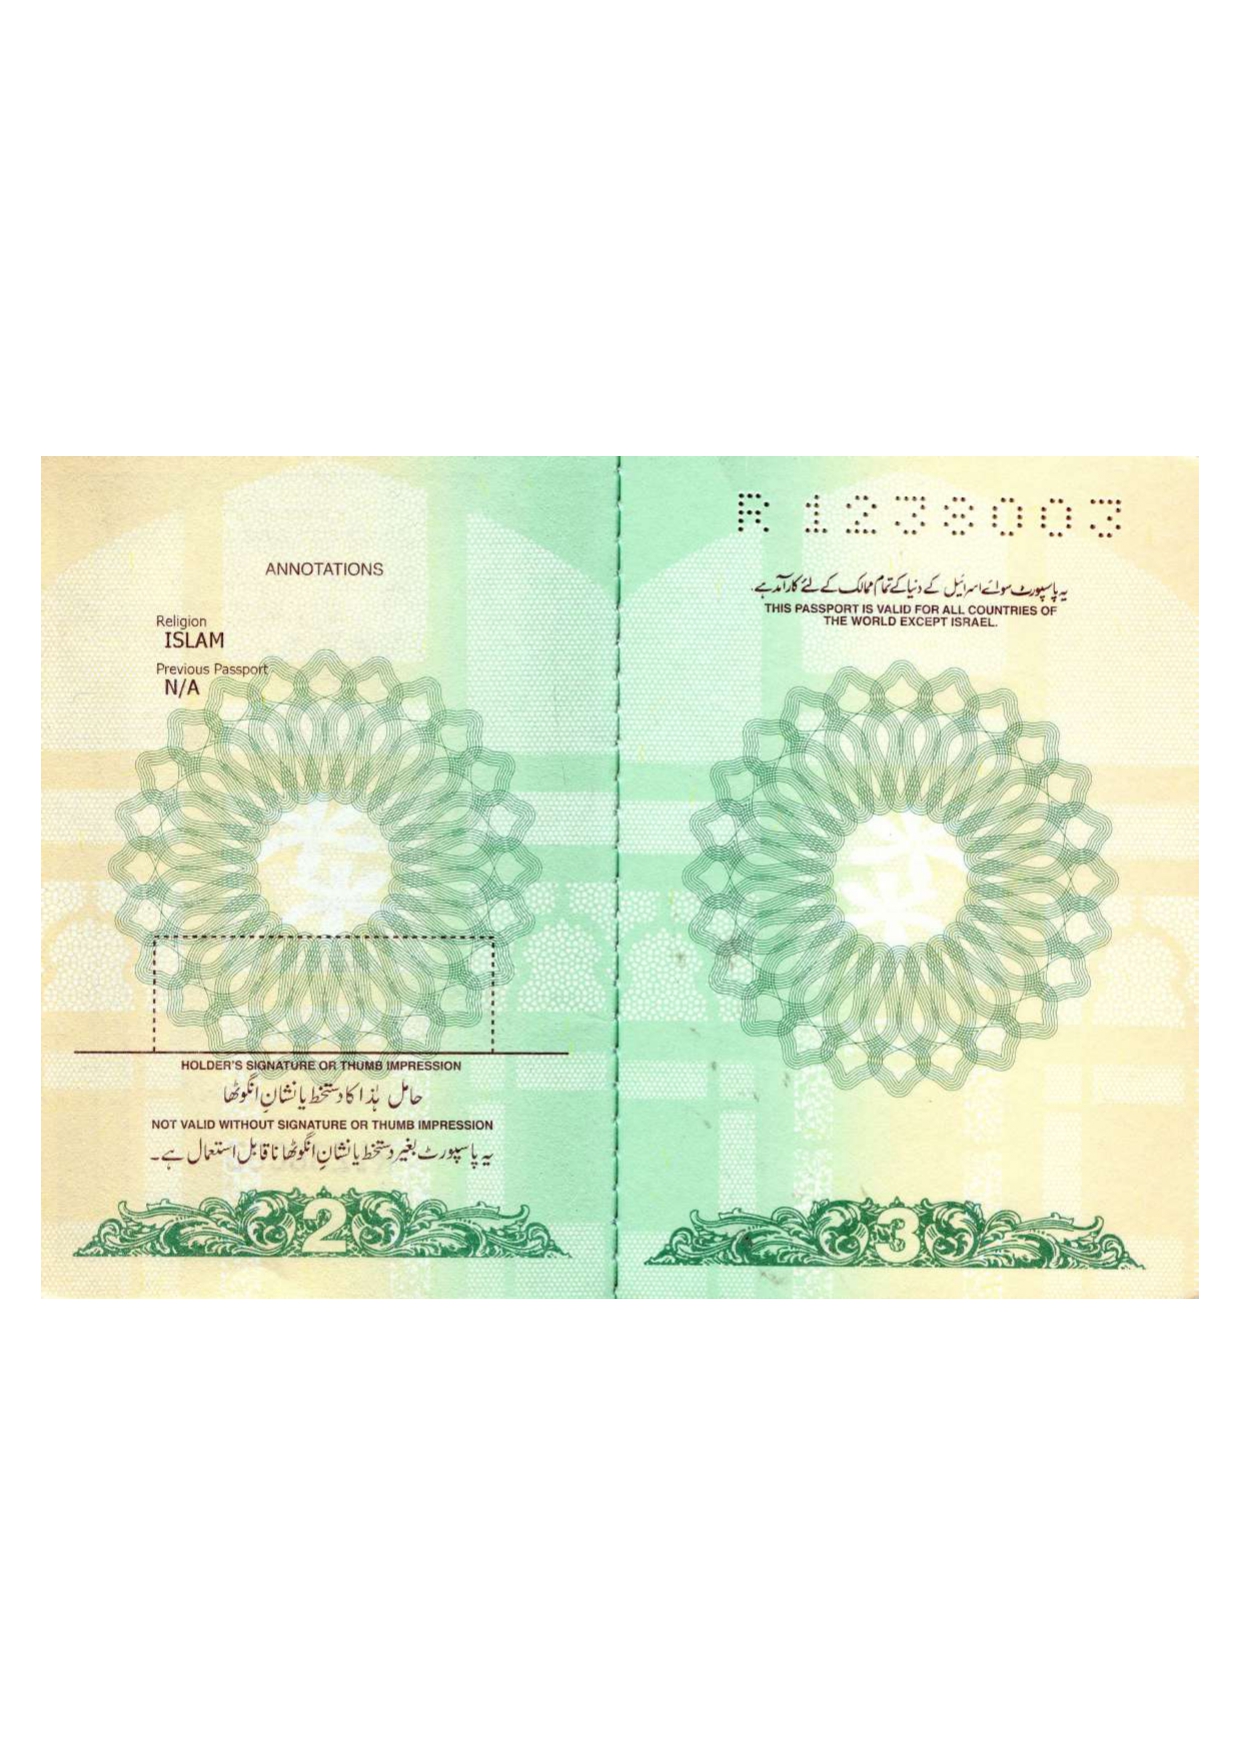 ANNOTATIONS
Religion
ISLAM
Previous Passport
N/A
HOLDER'S SIGNATURE OR THUMB IMPRESSION
حامل ہٰذا کا دستخط یا نشانِ انگوٹھا
NOT VALID WITHOUT SIGNATURE OR THUMB IMPRESSION
یہ پاسپورٹ بغیر دستخط یا نشانِ انگوٹھا ناقابل استعمال ہے۔
2
R 1238003
یہ پاسپورٹ سوائے اسرائیل کے دنیا کے تمام ممالک کے لئے کارآمد ہے۔
THIS PASSPORT IS VALID FOR ALL COUNTRIES OF
THE WORLD EXCEPT ISRAEL.
3